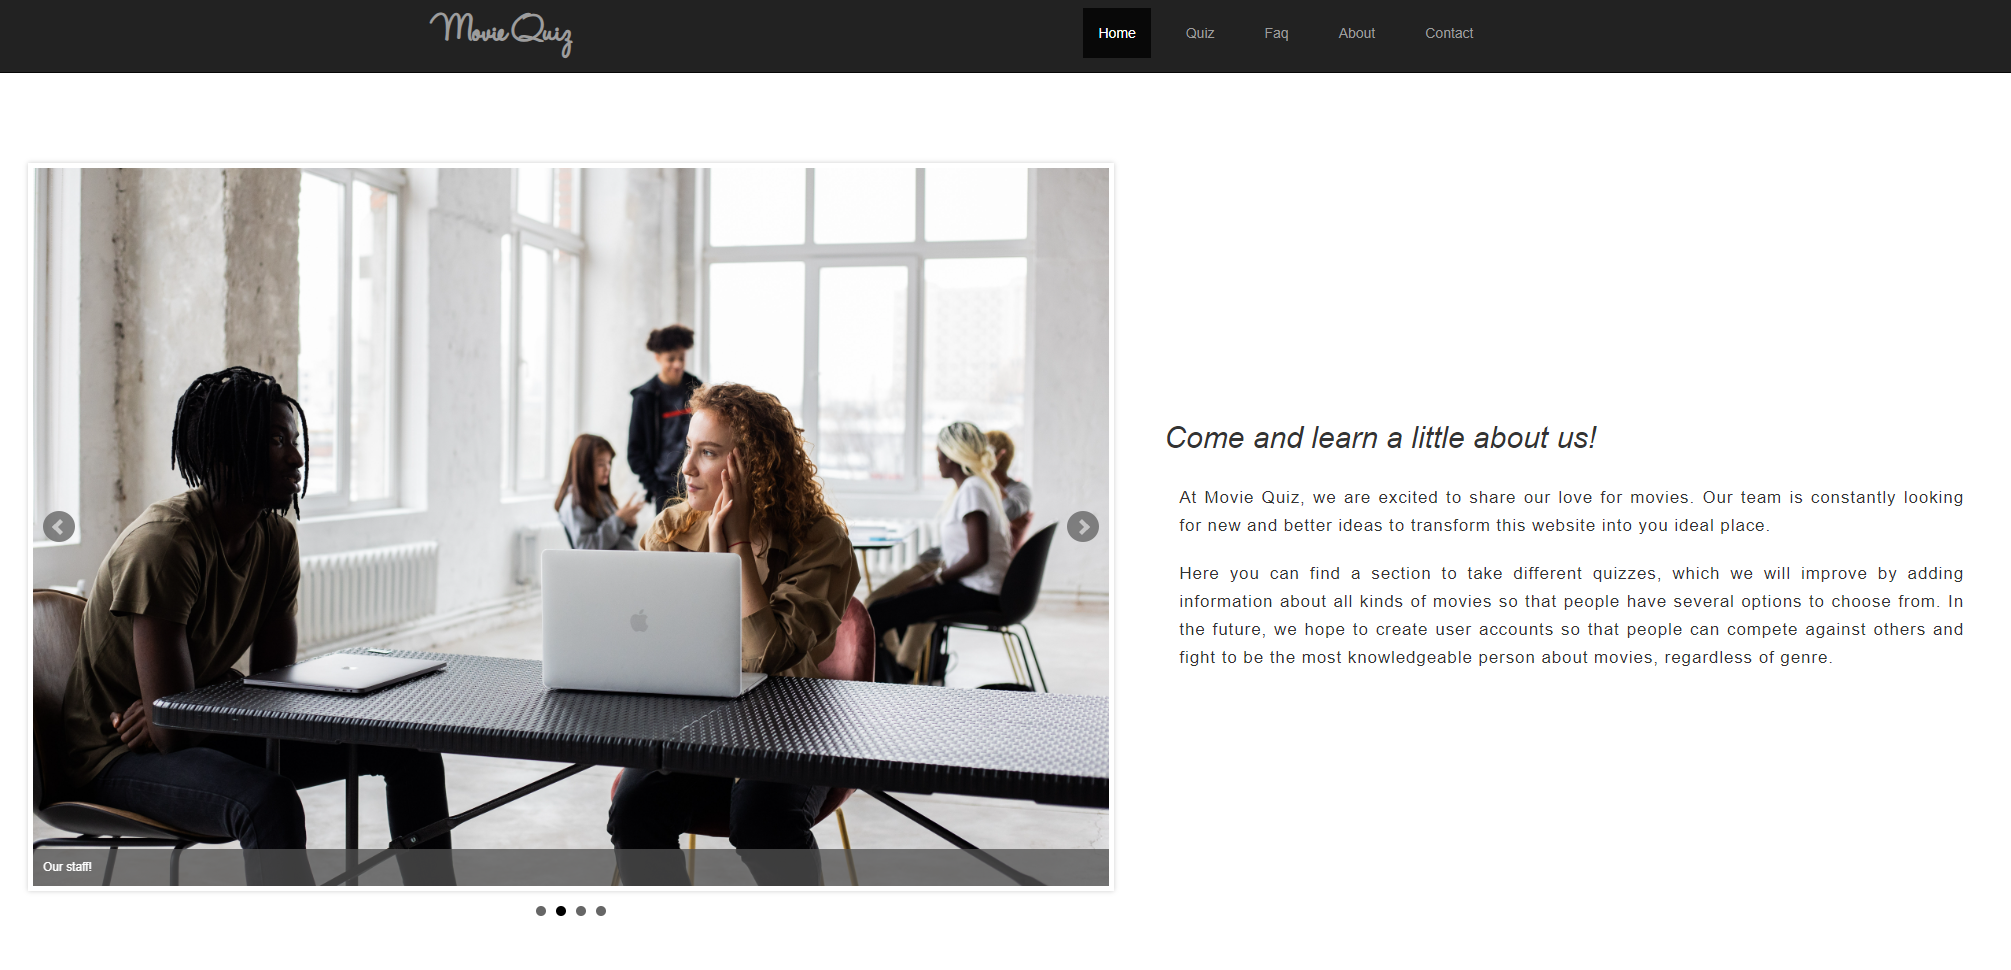 Movie Quiz
Home
Quiz
Faq
About
Contact
Our staff!
Come and learn a little about us!
At Movie Quiz, we are excited to share our love for movies. Our team is constantly looking
for new and better ideas to transform this website into you ideal place.
Here you can find a section to take different quizzes, which we will improve by adding
information about all kinds of movies so that people have several options to choose from. In
the future, we hope to create user accounts so that people can compete against others and
fight to be the most knowledgeable person about movies, regardless of genre.